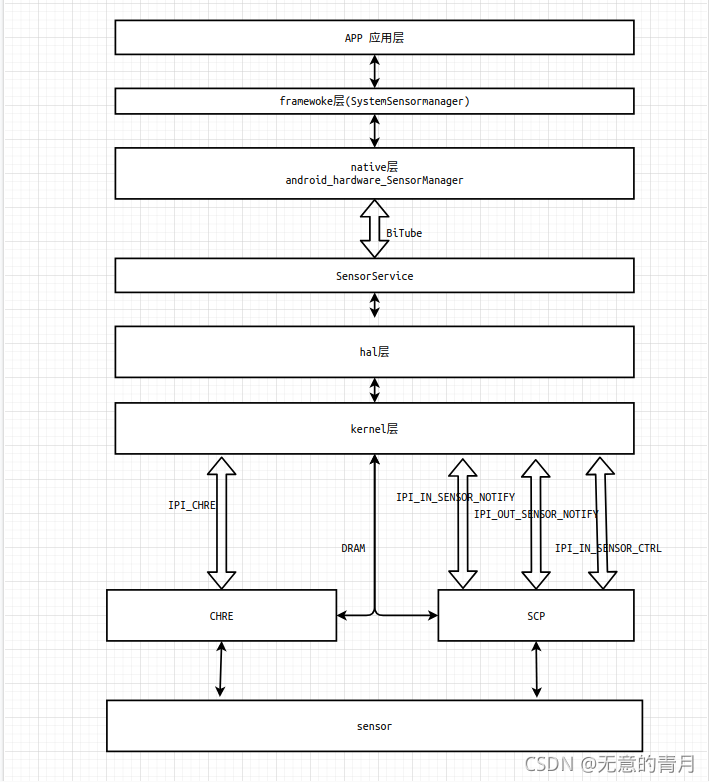 APP 应用层
framewoke层(SystemSensormanager)
native层
android_hardware_SensorManager
BiTube
SensorService
hal层
kernel层
IPI_CHRE
IPI_IN_SENSOR_NOTIFY
IPI_OUT_SENSOR_NOTIFY
DRAM
IPI_IN_SENSOR_CTRL
CHRE
SCP
sensor
CSDN @无意的青月